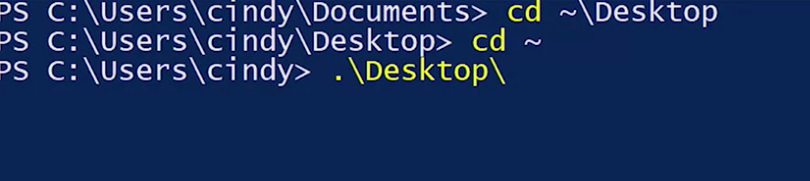 PS C:\Users\cindy\Documents> cd ~\Desktop
PS C:\Users\cindy\Desktop> cd ~
PS C:\Users\cindy> .\Desktop\